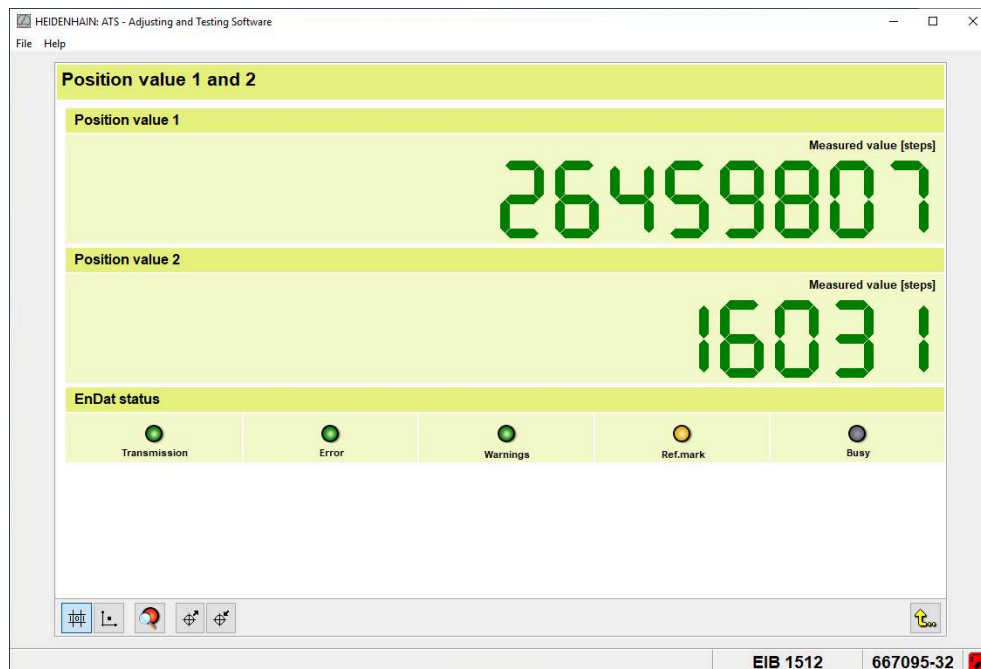 HEIDENHAIN: ATS - Adjusting and Testing Software
File Help
Position value 1 and 2
Position value 1
Measured value [steps]
26459807
Position value 2
Measured value [steps]
16031
EnDat status
Transmission Error Warnings Ref.mark Busy
EIB 1512 667095-32